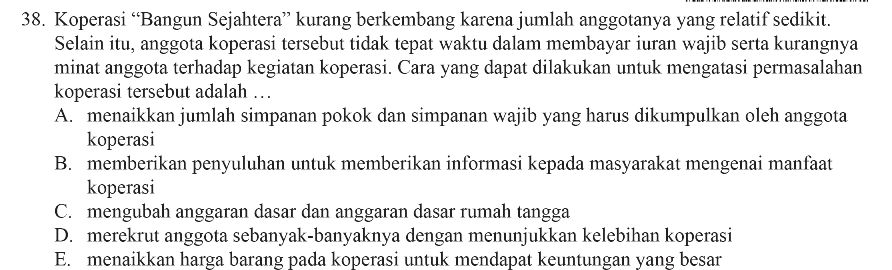 38. Koperasi “Bangun Sejahtera” kurang berkembang karena jumlah anggotanya yang relatif sedikit.
Selain itu, anggota koperasi tersebut tidak tepat waktu dalam membayar iuran wajib serta kurangnya
minat anggota terhadap kegiatan koperasi. Cara yang dapat dilakukan untuk mengatasi permasalahan
koperasi tersebut adalah …
A. menaikkan jumlah simpanan pokok dan simpanan wajib yang harus dikumpulkan oleh anggota
koperasi
B. memberikan penyuluhan untuk memberikan informasi kepada masyarakat mengenai manfaat
koperasi
C. mengubah anggaran dasar dan anggaran dasar rumah tangga
D. merekrut anggota sebanyak-banyaknya dengan menunjukkan kelebihan koperasi
E. menaikkan harga barang pada koperasi untuk mendapat keuntungan yang besar